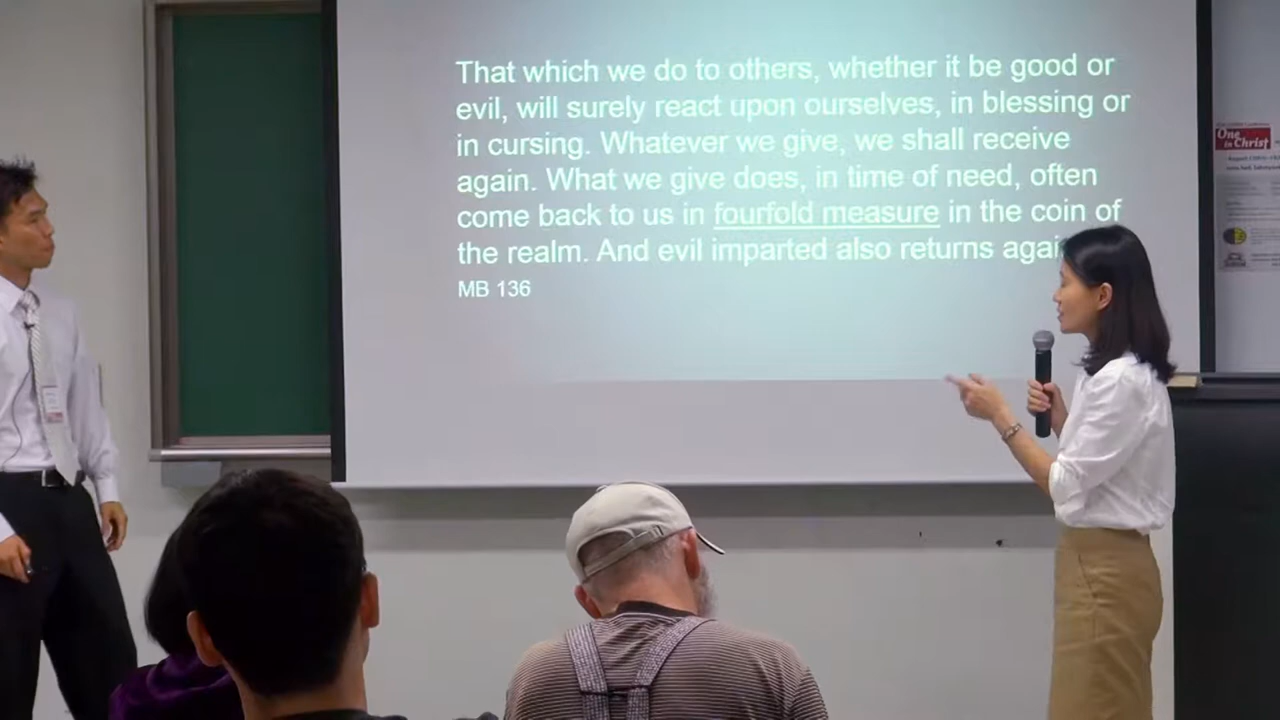 That which we do to others, whether it be good or
evil, will surely react upon ourselves, in blessing or
in cursing. Whatever we give, we shall receive
again. What we give does, in time of need, often
come back to us in fourfold measure in the coin of
the realm. And evil imparted also returns agai
MB 136
One
in Christ